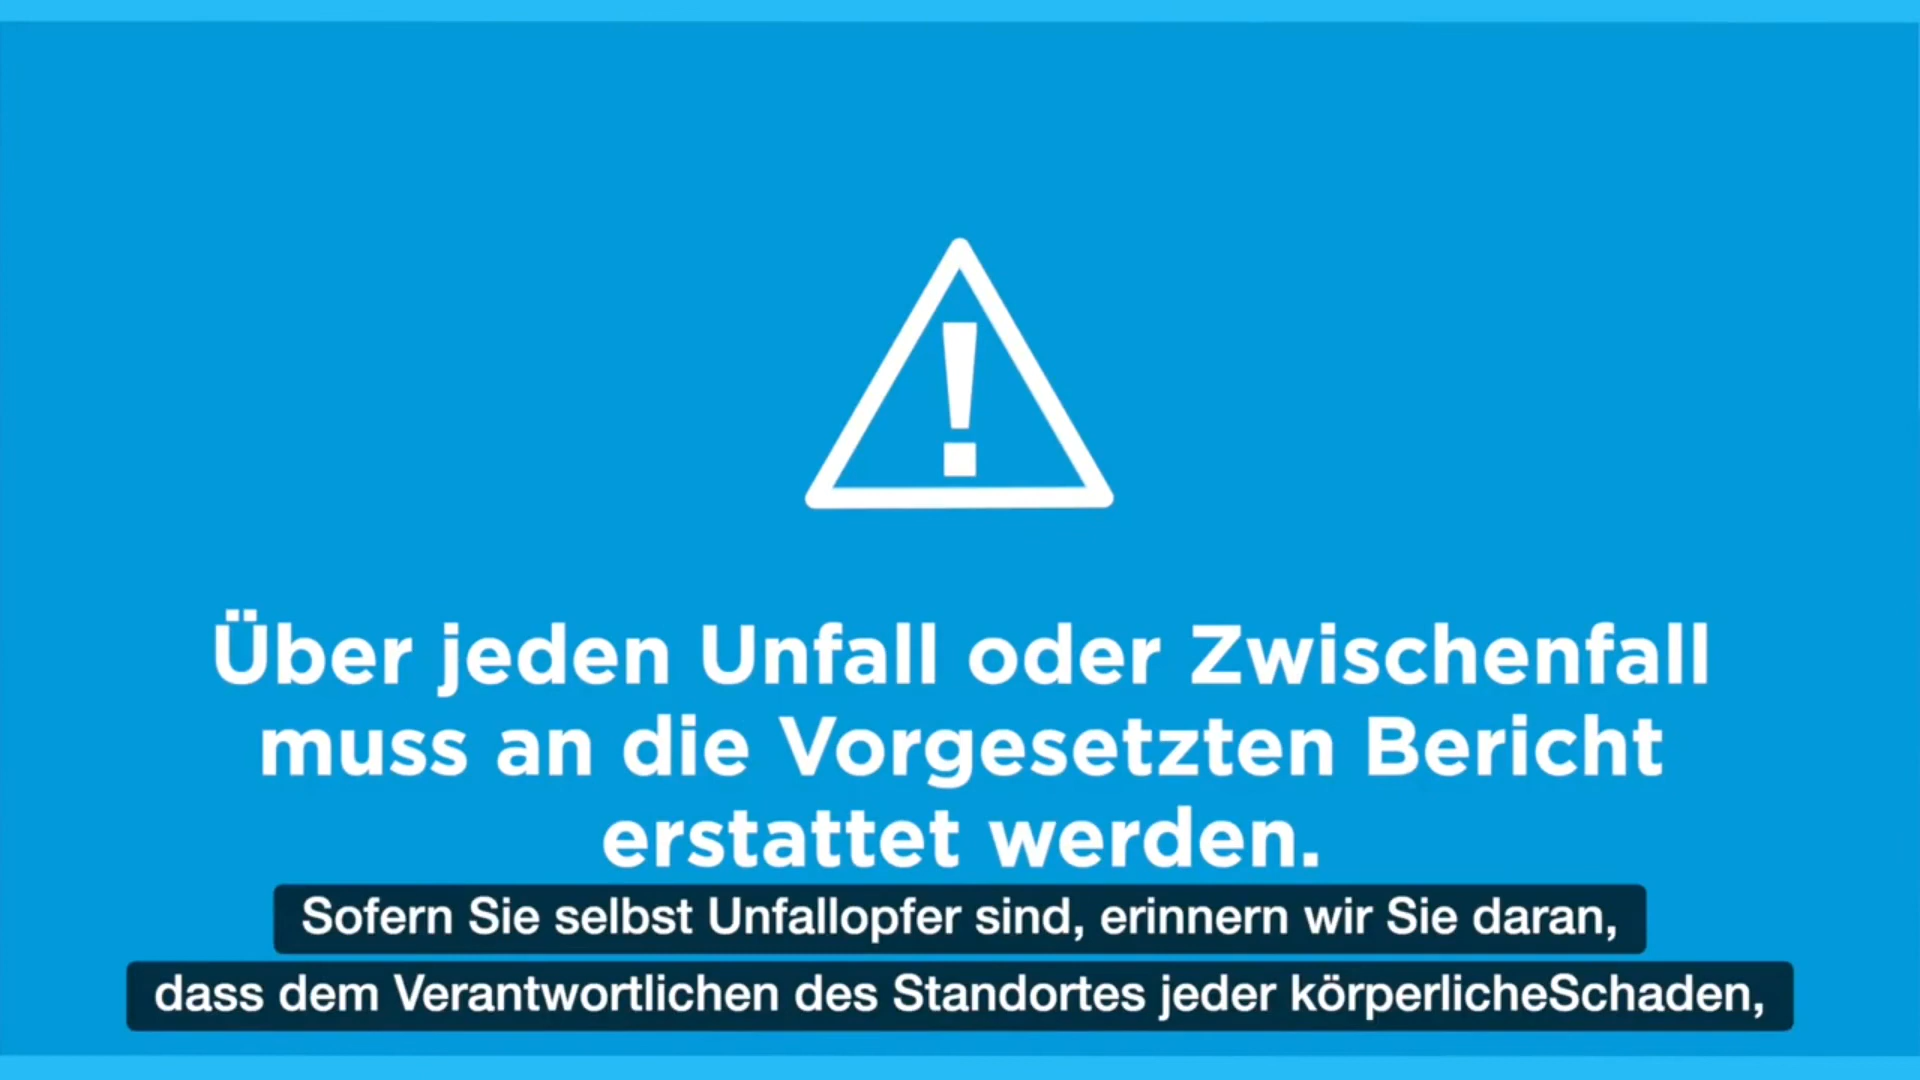 Über jeden Unfall oder Zwischenfall
muss an die Vorgesetzten Bericht
erstattet werden.
Sofern Sie selbst Unfallopfer sind, erinnern wir Sie daran,
dass dem Verantwortlichen des Standortes jeder körperlicheSchaden,